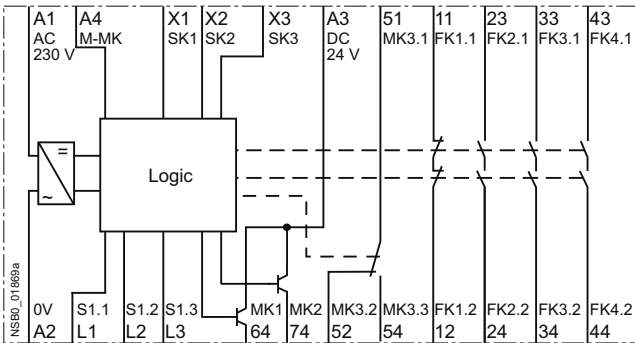 A1 A4 X1 X2 X3 A3 51 11 23 33 43
AC M-MK SK1 SK2 SK3 DC MK3.1 FK1.1 FK2.1 FK3.1 FK4.1
230 V 24 V
=
~
Logic
NSB0_01869a
0V S1.1 S1.2 S1.3 MK1 MK2 MK3.2 MK3.3 FK1.2 FK2.2 FK3.2 FK4.2
A2 L1 L2 L3 64 74 52 54 12 24 34 44